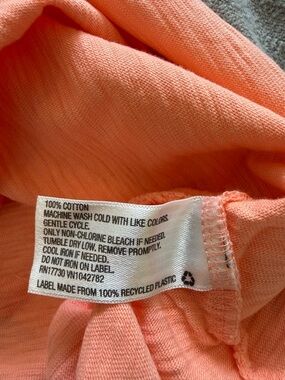 100% COTTON
MACHINE WASH COLD WITH LIKE COLORS.
GENTLE CYCLE.
ONLY NON-CHLORINE BLEACH IF NEEDED.
TUMBLE DRY LOW. REMOVE PROMPTLY.
COOL IRON IF NEEDED.
DO NOT IRON ON LABEL.
RN17730 VN1042782
LABEL MADE FROM 100% RECYCLED PLASTIC